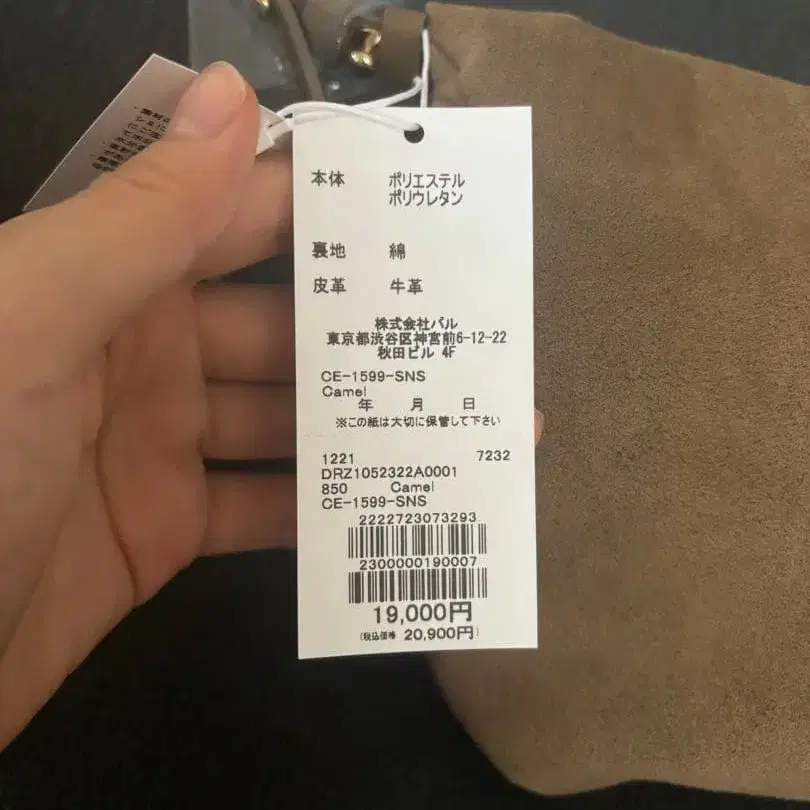 本体 ポリエステル
ポリウレタン
裏地 綿
皮革 牛革
株式会社パル
東京都渋谷区神宮前6-12-22
秋田ビル 4F
CE-1599-SNS
Camel
年 月 日
※この紙は大切に保管して下さい
1221 7232
DRZ1052322A0001
850 Camel
CE-1599-SNS
2222723073293
2300000190007
19,000円
(税込価格 20,900円)